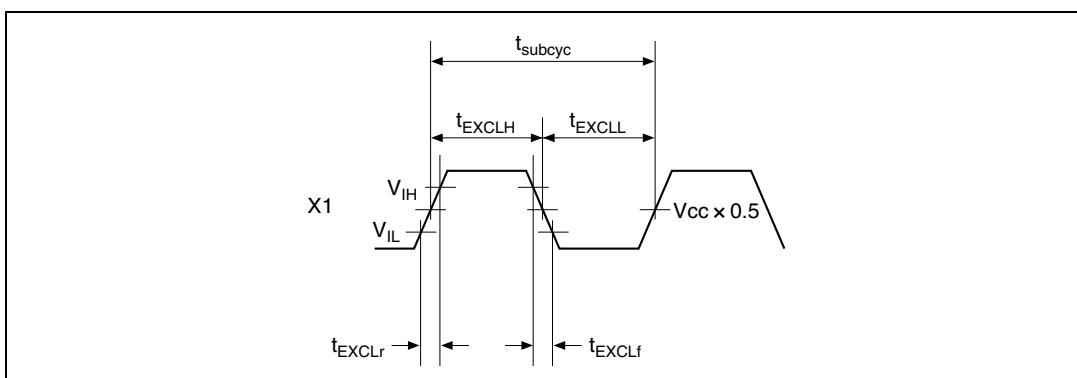 tsubcyc
tEXCLH
tEXCLL
VIH
X1
Vcc × 0.5
VIL
tEXCLr
tEXCLf